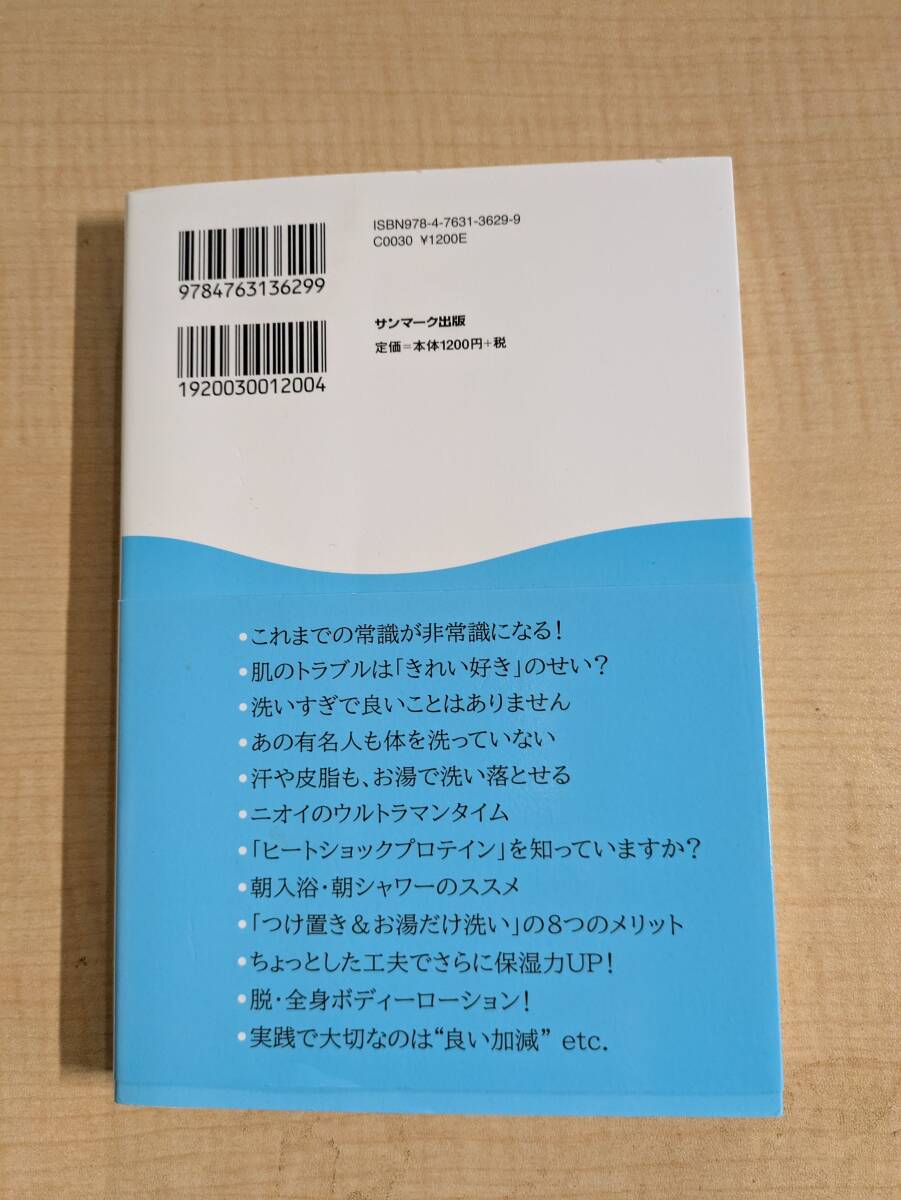 9784763136299
ISBN978-4-7631-3629-9
C0030 ¥1200E
1920030012004
サンマーク出版
定価=本体1200円+税
•これまでの常識が非常識になる!
•肌のトラブルは「きれい好き」のせい?
•洗いすぎで良いことはありません
•あの有名人も体を洗っていない
•汗や皮脂も、お湯で洗い落とせる
•ニオイのウルトラマンタイム
•「ヒートショックプロテイン」を知っていますか?
•朝入浴・朝シャワーのススメ
•「つけ置き&お湯だけ洗い」の8つのメリット
•ちょっとした工夫でさらに保湿力UP!
•脱・全身ボディーローション!
•実践で大切なのは“良い加減” etc.